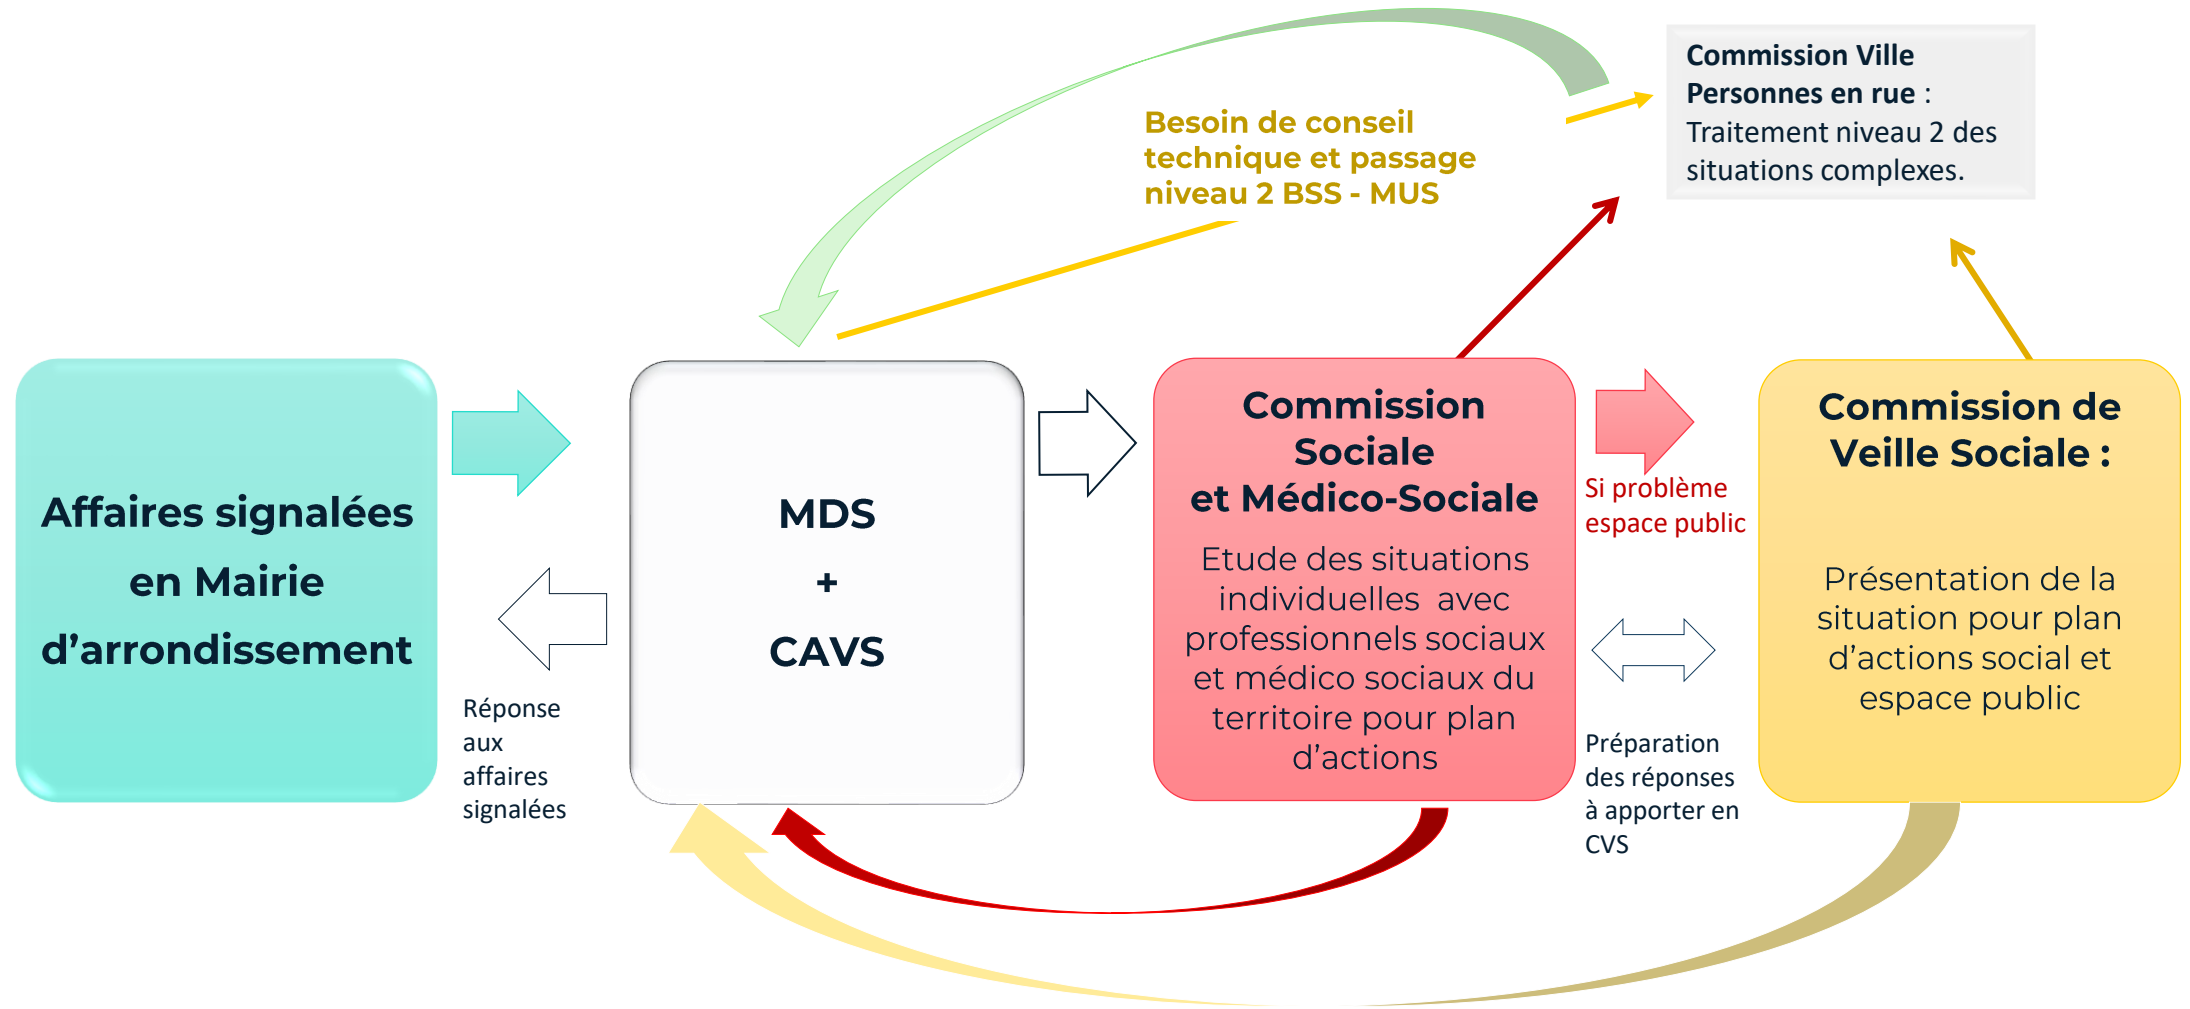 Commission Ville
Personnes en rue :
Traitement niveau 2 des
situations complexes.
Besoin de conseil
technique et passage
niveau 2 BSS - MUS
Affaires signalées
en Mairie
d’arrondissement
Réponse
aux
affaires
signalées
MDS
+
CAVS
Commission
Sociale
et Médico-Sociale
Etude des situations
individuelles  avec
professionnels sociaux
et médico sociaux du
territoire pour plan
d’actions
Si problème
espace public
Préparation
des réponses
à apporter en
CVS
Commission de
Veille Sociale :
Présentation de la
situation pour plan
d’actions social et
espace public